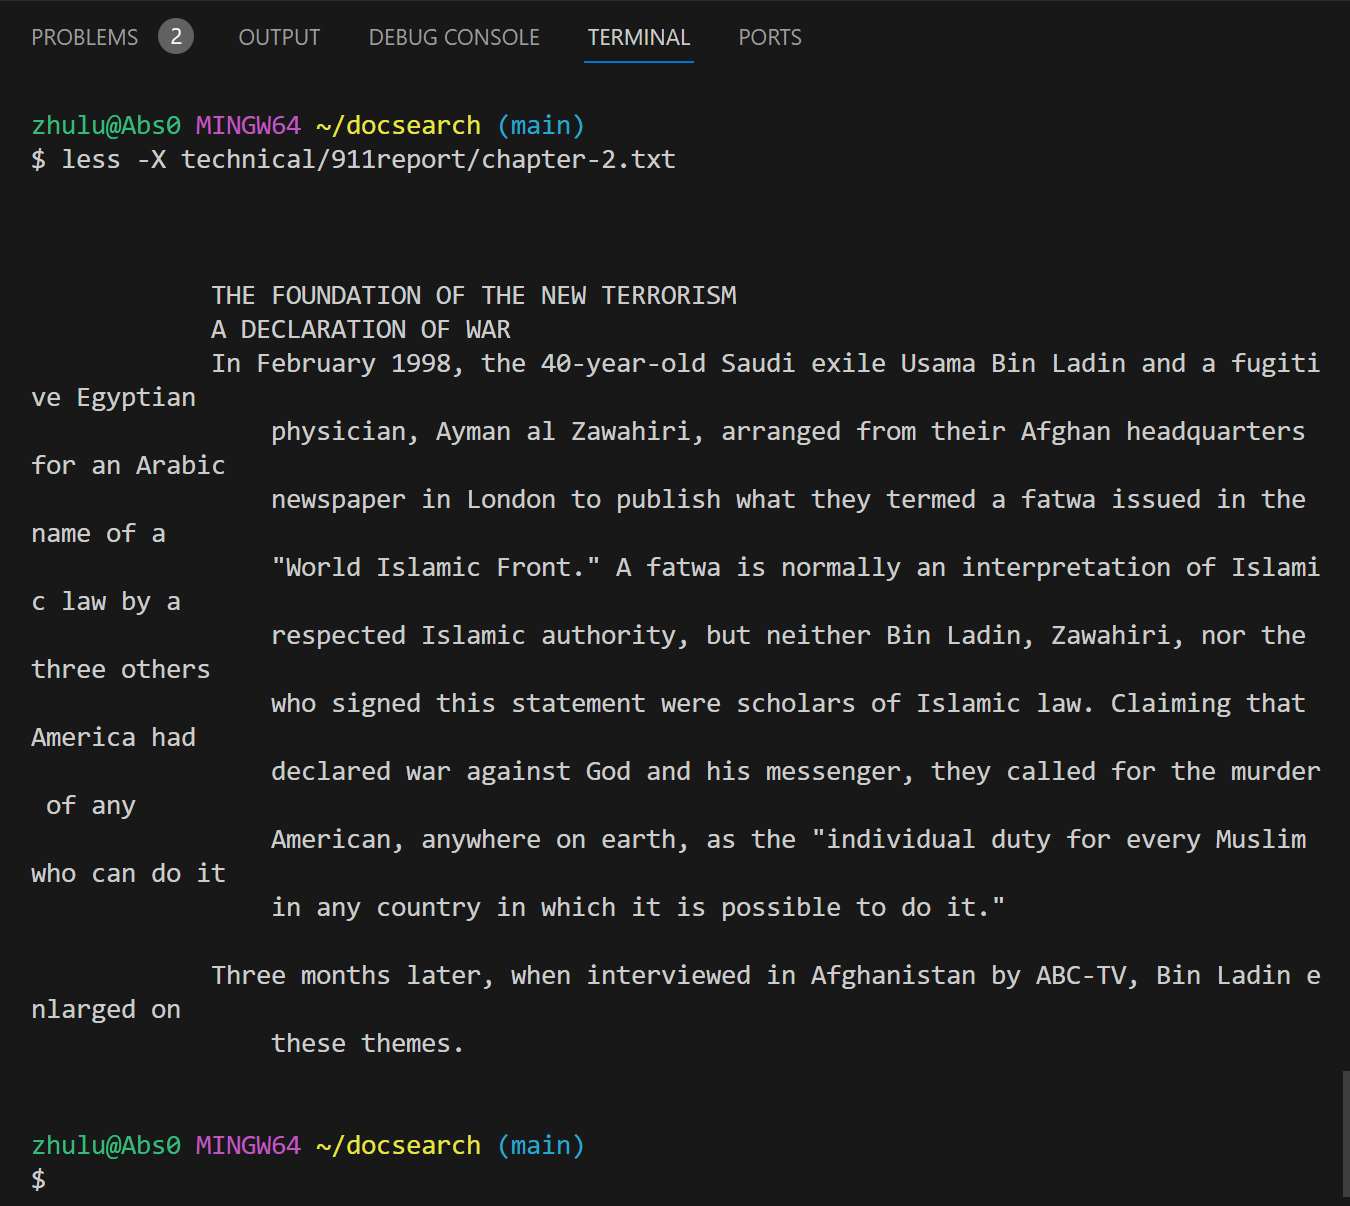 PROBLEMS 2 OUTPUT DEBUG CONSOLE TERMINAL PORTS
zhulu@Abs0 MINGW64 ~/docsearch (main)
$ less -X technical/911report/chapter-2.txt
THE FOUNDATION OF THE NEW TERRORISM
A DECLARATION OF WAR
In February 1998, the 40-year-old Saudi exile Usama Bin Ladin and a fugiti
ve Egyptian
physician, Ayman al Zawahiri, arranged from their Afghan headquarters
for an Arabic
newspaper in London to publish what they termed a fatwa issued in the
name of a
"World Islamic Front." A fatwa is normally an interpretation of Islami
c law by a
respected Islamic authority, but neither Bin Ladin, Zawahiri, nor the
three others
who signed this statement were scholars of Islamic law. Claiming that
America had
declared war against God and his messenger, they called for the murder
of any
American, anywhere on earth, as the "individual duty for every Muslim
who can do it
in any country in which it is possible to do it."
Three months later, when interviewed in Afghanistan by ABC-TV, Bin Ladin e
nlarged on
these themes.
zhulu@Abs0 MINGW64 ~/docsearch (main)
$